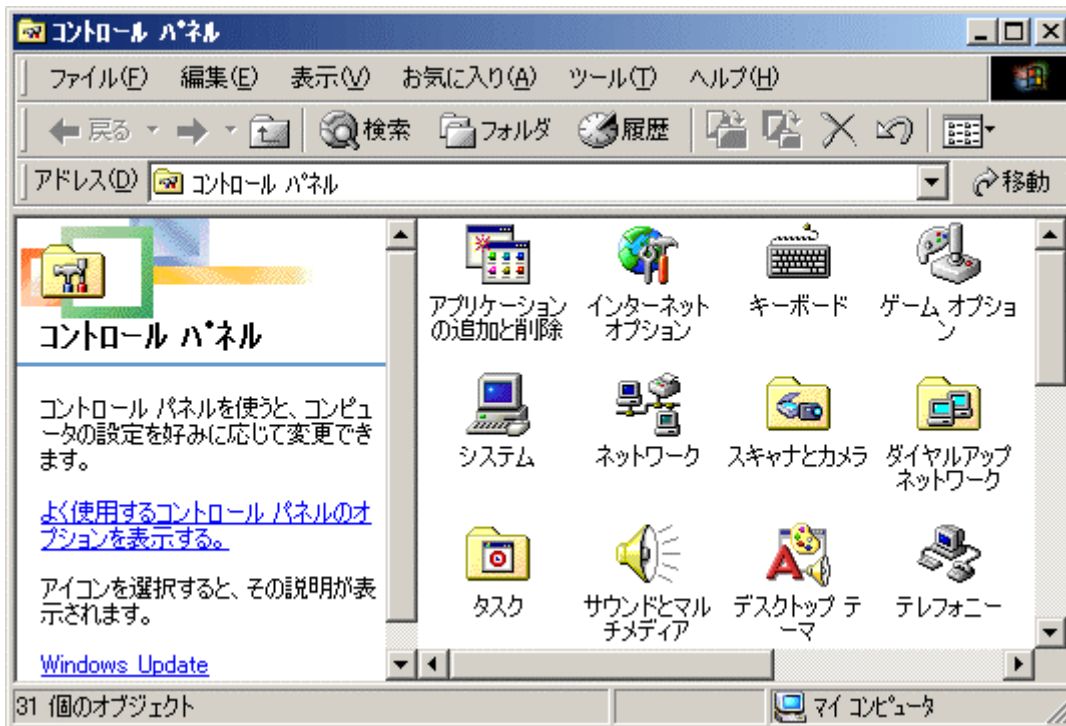 コントロール パネル
ファイル(F) 編集(E) 表示(V) お気に入り(A) ツール(T) ヘルプ(H)
戻る 検索 フォルダ 履歴
アドレス(D) コントロール パネル 移動
コントロール パネル
コントロール パネルを使うと、コンピュ
ータの設定を好みに応じて変更でき
ます。
よく使用するコントロール パネルのオ
プションを表示する。
アイコンを選択すると、その説明が表
示されます。
Windows Update
アプリケーション
の追加と削除
インターネット
オプション
キーボード
ゲーム オプショ
ン
システム
ネットワーク
スキャナとカメラ
ダイヤルアップ
ネットワーク
タスク
サウンドとマル
チメディア
デスクトップ テ
ーマ
テレフォニー
31 個のオブジェクト
マイ コンピュータ